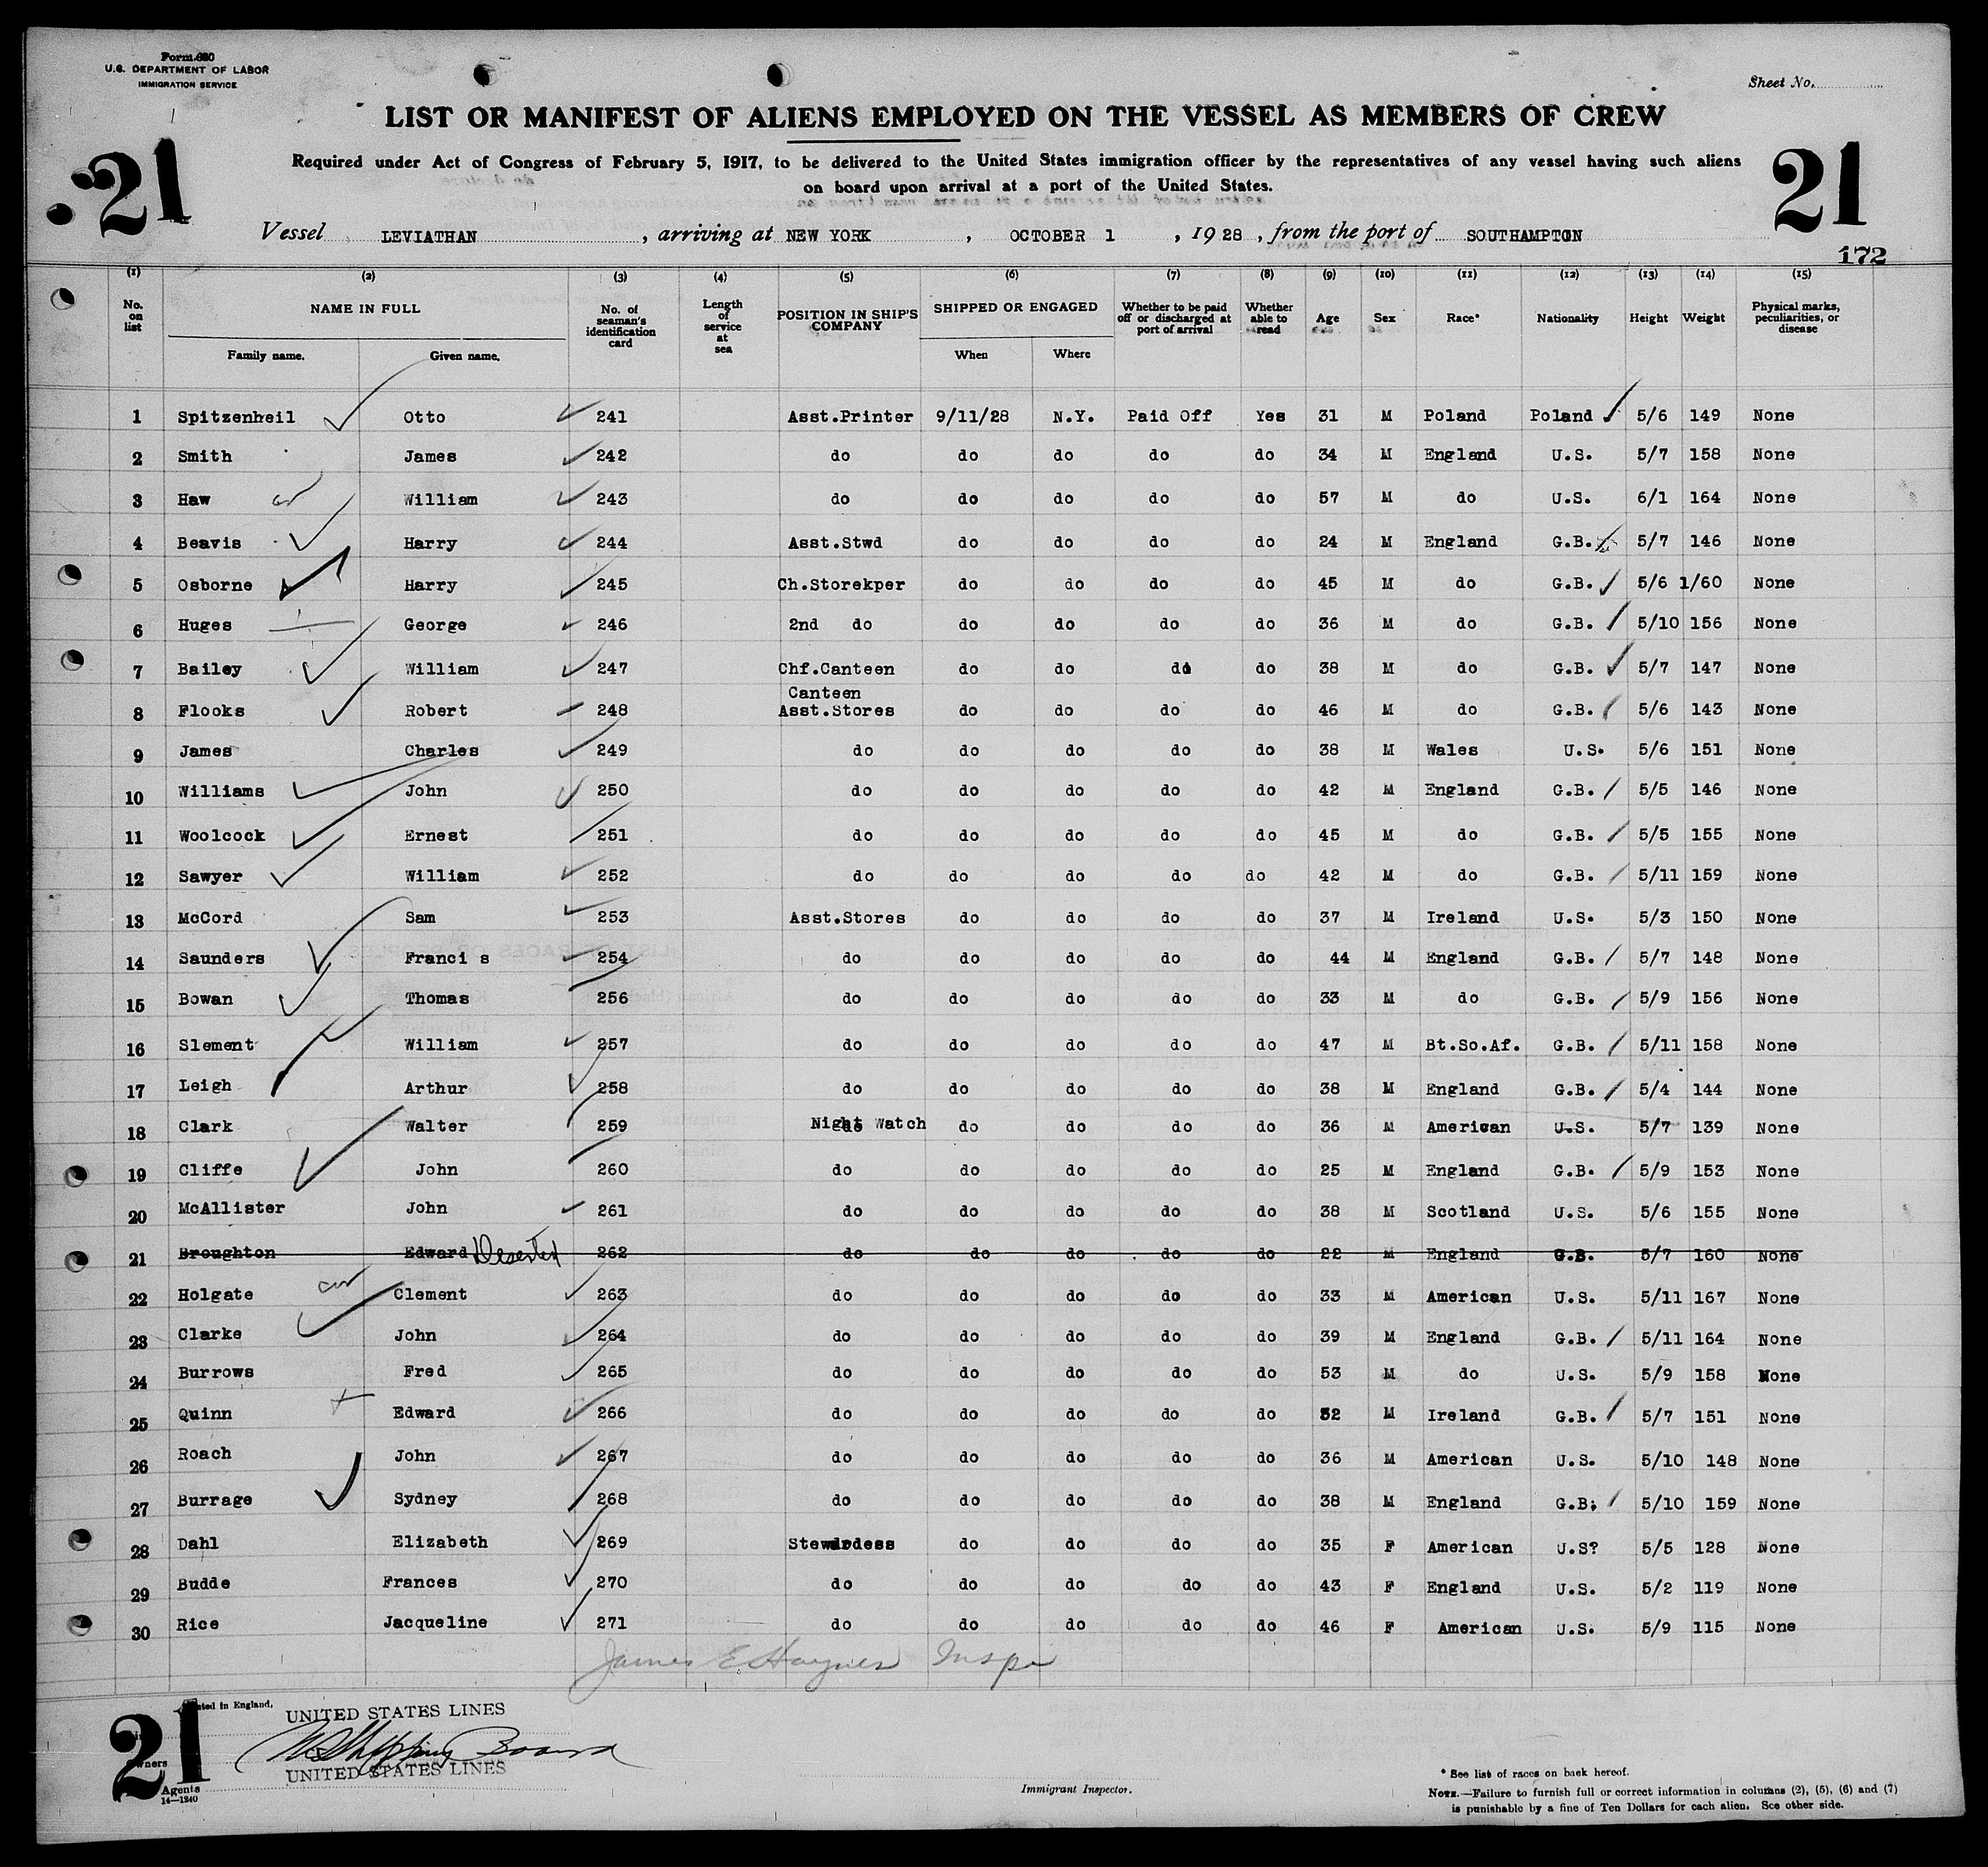 Form 680
U.S. DEPARTMENT OF LABOR
IMMIGRATION SERVICE
Sheet No.
LIST OR MANIFEST OF ALIENS EMPLOYED ON THE VESSEL AS MEMBERS OF CREW
21 21
Required under Act of Congress of February 5, 1917, to be delivered to the United States immigration officer by the representatives of any vessel having such aliens
on board upon arrival at a port of the United States.
Vessel LEVIATHAN, arriving at NEW YORK, OCTOBER 1, 1928, from the port of SOUTHAMPTON
172
(1) (2) (3) (4) (5) (6) (7) (8) (9) (10) (11) (12) (13) (14) (15)
No. on list NAME IN FULL No. of seaman's identification card Length of service at sea POSITION IN SHIP'S COMPANY SHIPPED OR ENGAGED Whether to be paid off or discharged at port of arrival Whether able to read Age Sex Race* Nationality Height Weight Physical marks, peculiarities, or disease
Family name. Given name. When Where
1 Spitzenheil Otto 241 Asst.Printer 9/11/28 N.Y. Paid Off Yes 31 M Poland Poland 5/6 149 None
2 Smith James 242 do do do do do 34 M England U.S. 5/7 158 None
3 Haw William 243 do do do do do 57 M do U.S. 6/1 164 None
4 Beavis Harry 244 Asst.Stwd do do do do 24 M England G.B. 5/7 146 None
5 Osborne Harry 245 Ch.Storekper do do do do 45 M do G.B. 5/6 1/60 None
6 Huges George 246 2nd do do do do do 36 M do G.B. 5/10 156 None
7 Bailey William 247 Chf.Canteen do do do do 38 M do G.B. 5/7 147 None
Canteen
8 Flooks Robert 248 Asst.Stores do do do do 46 M do G.B. 5/6 143 None
9 James Charles 249 do do do do do 38 M Wales U.S. 5/6 151 None
10 Williams John 250 do do do do do 42 M England G.B. 5/5 146 None
11 Woolcock Ernest 251 do do do do do 45 M do G.B. 5/5 155 None
12 Sawyer William 252 do do do do do 42 M do G.B. 5/11 159 None
13 McCord Sam 253 Asst.Stores do do do do 37 M Ireland U.S. 5/3 150 None
14 Saunders Franci s 254 do do do do do 44 M England G.B. 5/7 148 None
15 Bowan Thomas 256 do do do do do 33 M do G.B. 5/9 156 None
16 Slement William 257 do do do do do 47 M Bt.So.Af. G.B. 5/11 158 None
17 Leigh Arthur 258 do do do do do 38 M England G.B. 5/4 144 None
18 Clark Walter 259 Night Watch do do do do 36 M American U.S. 5/7 139 None
19 Cliffe John 260 do do do do do 25 M England G.B. 5/9 153 None
20 McAllister John 261 do do do do do 38 M Scotland U.S. 5/6 155 None
21 Broughton Edward Deserted 262 do do do do do 22 M England G.B. 5/7 160 None
22 Holgate Clement 263 do do do do do 33 M American U.S. 5/11 167 None
23 Clarke John 264 do do do do do 39 M England G.B. 5/11 164 None
24 Burrows Fred 265 do do do do do 53 M do U.S. 5/9 158 None
25 Quinn Edward 266 do do do do do 32 M Ireland G.B. 5/7 151 None
26 Roach John 267 do do do do do 36 M American U.S. 5/10 148 None
27 Burrage Sydney 268 do do do do do 38 M England G.B; 5/10 159 None
28 Dahl Elizabeth 269 Stewardess do do do do 35 F American U.S? 5/5 128 None
29 Budde Frances 270 do do do do do 43 F England U.S. 5/2 119 None
30 Rice Jacqueline 271 do do do do do 46 F American U.S. 5/9 115 None
James E Haynes Inspr
21
UNITED STATES LINES
U S Shipping Board
UNITED STATES LINES
Agents
14—1240
Immigrant Inspector.
* See list of races on back hereof.
NOTE.—Failure to furnish full or correct information in columns (2), (5), (6) and (7)
is punishable by a fine of Ten Dollars for each alien. See other side.